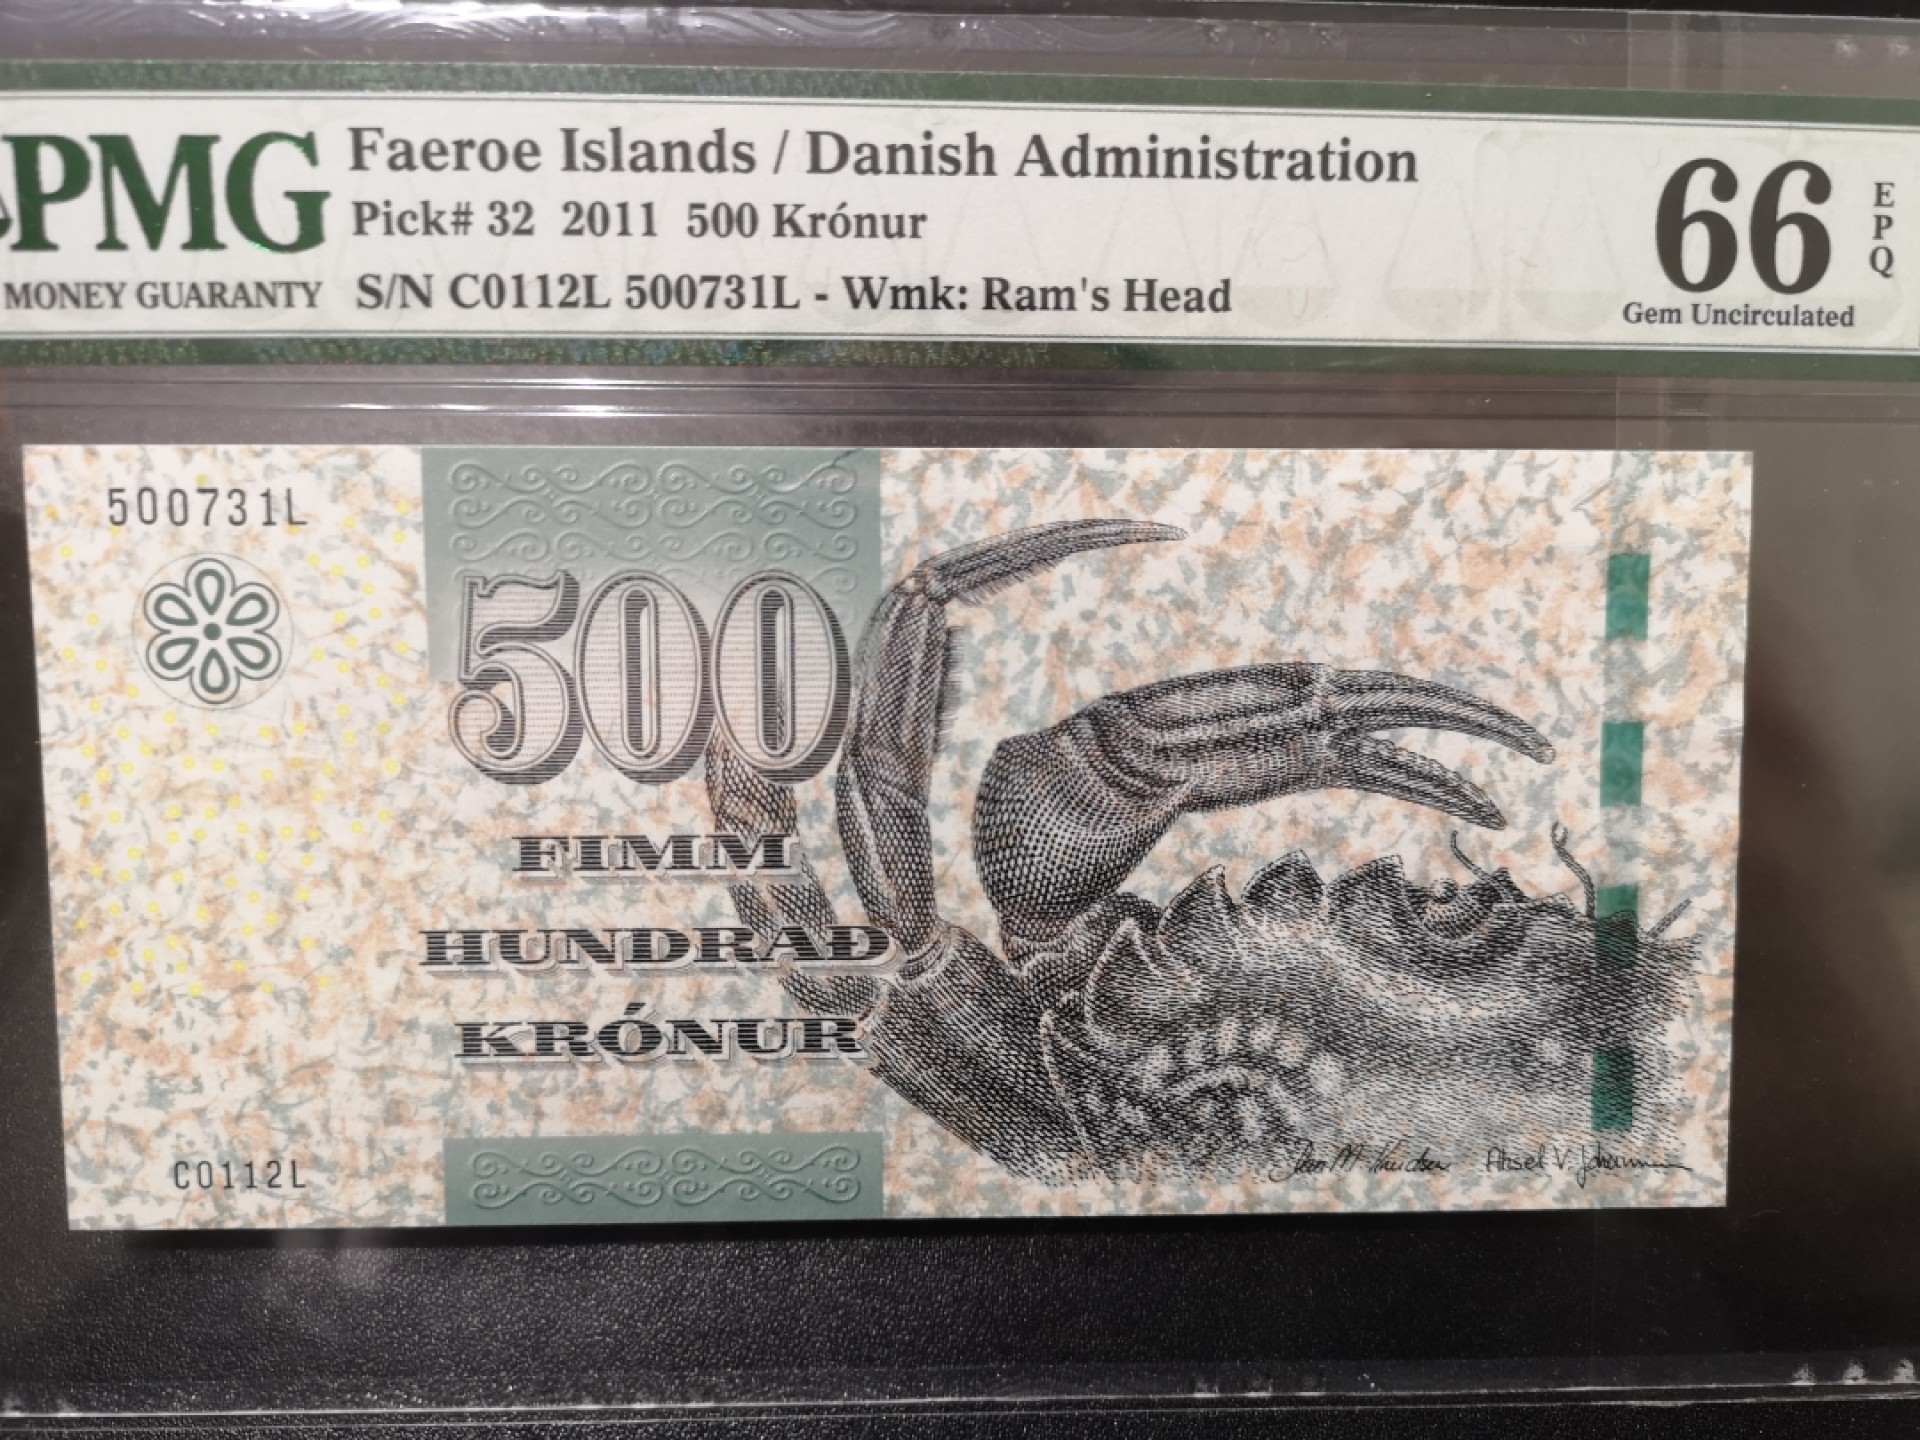 PMG
MONEY GUARANTY
Faeroe Islands / Danish Administration
Pick# 32 2011 500 Krónur
S/N C0112L 500731L - Wmk: Ram's Head
66
EPQ
Gem Uncirculated
500731L
500
FIMM
HUNDRAÐ
KRÓNUR
C0112L